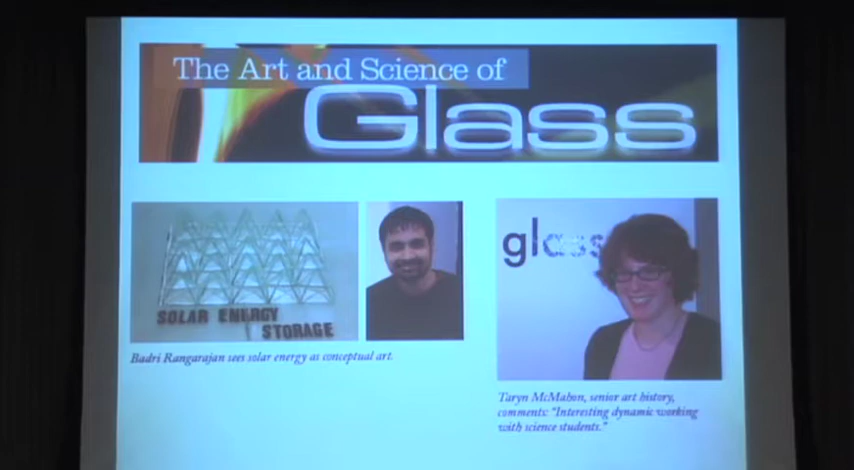 The Art and Science of
Glass
SOLAR ENERGY
STORAGE
Badri Rangarajan sees solar energy as conceptual art.
glass
Taryn McMahon, senior art history,
comments: "Interesting dynamic working
with science students."